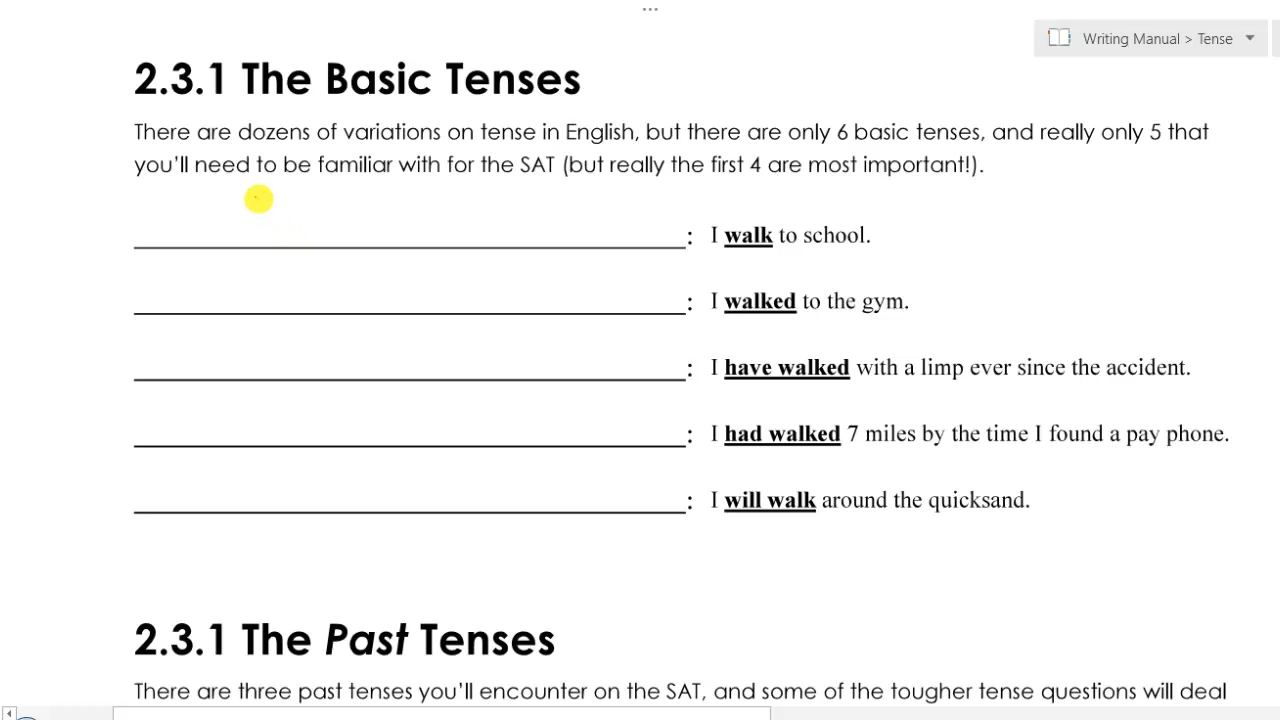 ...
Writing Manual > Tense
2.3.1 The Basic Tenses
There are dozens of variations on tense in English, but there are only 6 basic tenses, and really only 5 that
you’ll need to be familiar with for the SAT (but really the first 4 are most important!).
: I walk to school.
: I walked to the gym.
: I have walked with a limp ever since the accident.
: I had walked 7 miles by the time I found a pay phone.
: I will walk around the quicksand.
2.3.1 The Past Tenses
There are three past tenses you’ll encounter on the SAT, and some of the tougher tense questions will deal